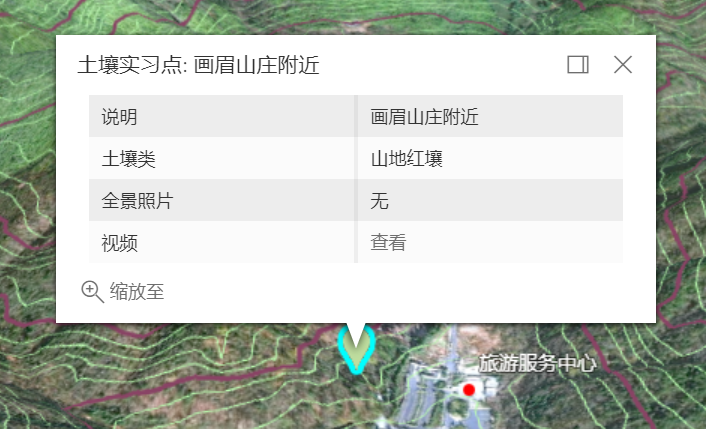 土壤实习点: 画眉山庄附近
说明 画眉山庄附近
土壤类 山地红壤
全景照片 无
视频 查看
缩放至
旅游服务中心